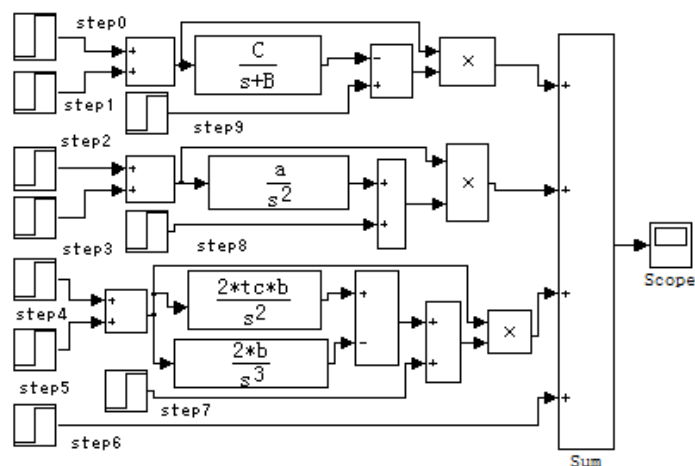 step0
C
s+B
×
step1
step9
step2
a
s2
×
step3
step8
2*tc*b
s2
step4
2*b
s3
×
step5
step7
step6
Scope
Sum
+
+
−
+
+
+
+
+
+
+
+
+
−
+
+
+
+
+
+